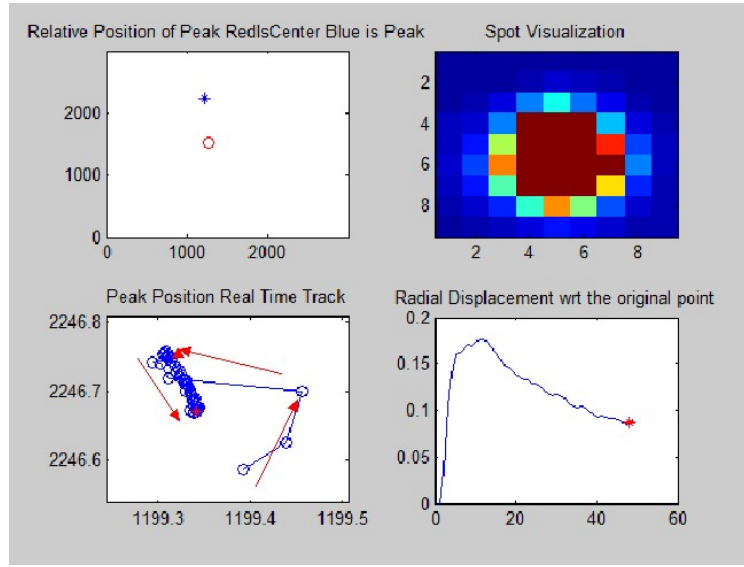 Relative Position of Peak RedIsCenter Blue is Peak
2000
1000
0
0 1000 2000
Spot Visualization
2
4
6
8
2 4 6 8
Peak Position Real Time Track
2246.8
2246.7
2246.6
1199.3 1199.4 1199.5
Radial Displacement wrt the original point
0.2
0.15
0.1
0.05
0
0 20 40 60